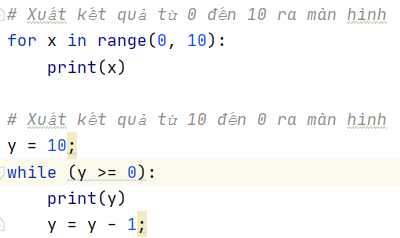 # Xuất kết quả từ 0 đến 10 ra màn hình
for x in range(0, 10):
    print(x)

# Xuất kết quả từ 10 đến 0 ra màn hình
y = 10;
while (y >= 0):
    print(y)
    y = y - 1;